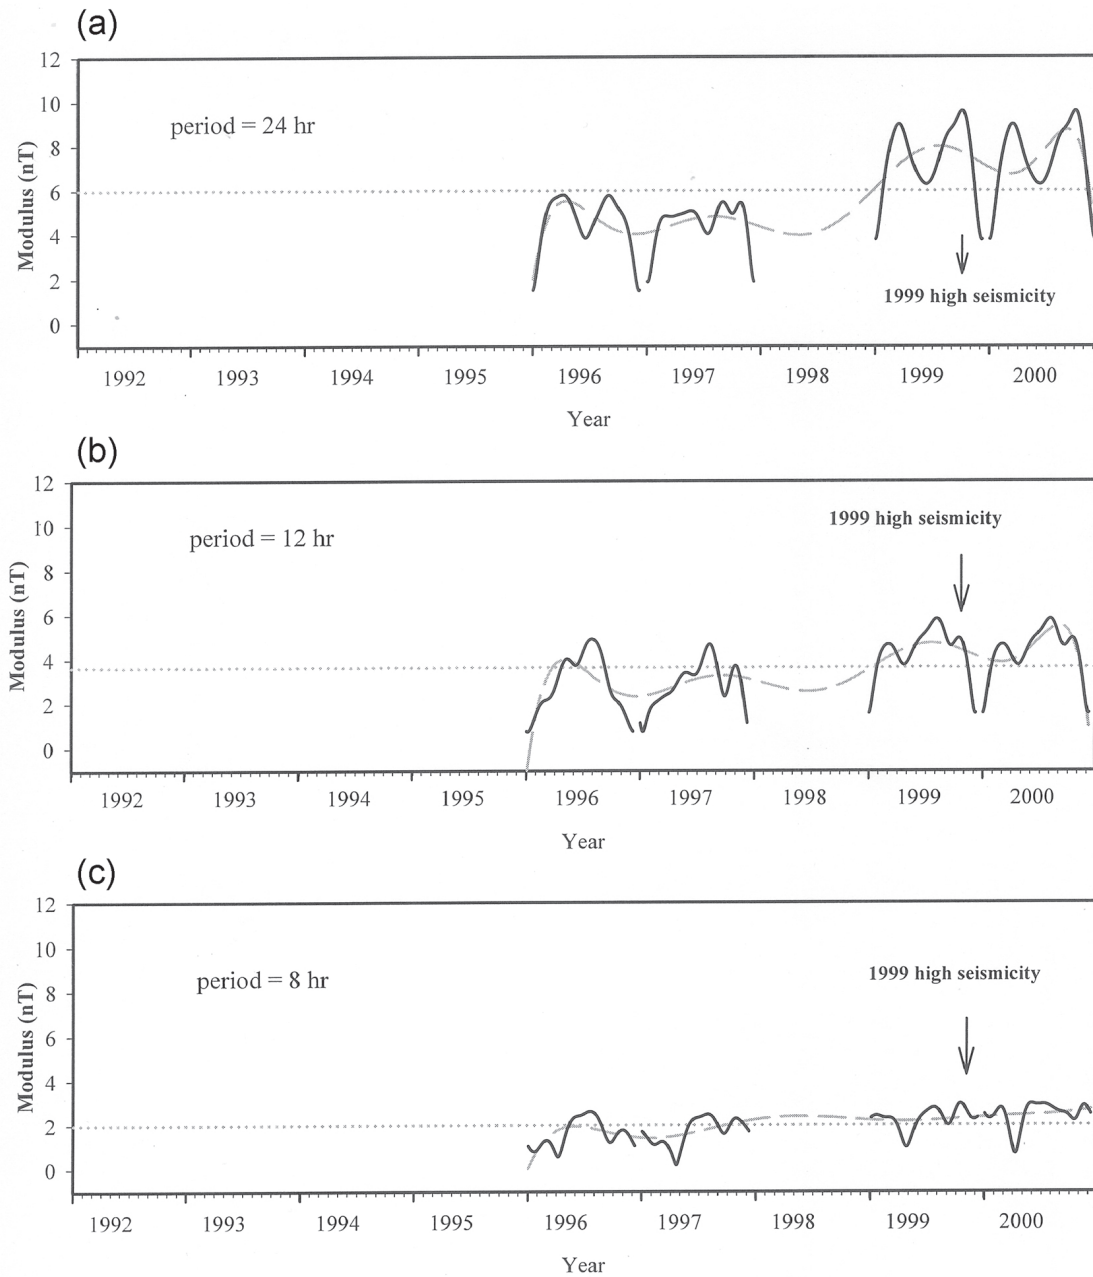 (a)
12
10
8
6
4
2
0
Modulus (nT)
period = 24 hr
1999 high seismicity
1992 1993 1994 1995 1996 1997 1998 1999 2000
Year
(b)
12
10
8
6
4
2
0
Modulus (nT)
1999 high seismicity
period = 12 hr
1992 1993 1994 1995 1996 1997 1998 1999 2000
Year
(c)
12
10
8
6
4
2
0
Modulus (nT)
1999 high seismicity
period = 8 hr
1992 1993 1994 1995 1996 1997 1998 1999 2000
Year